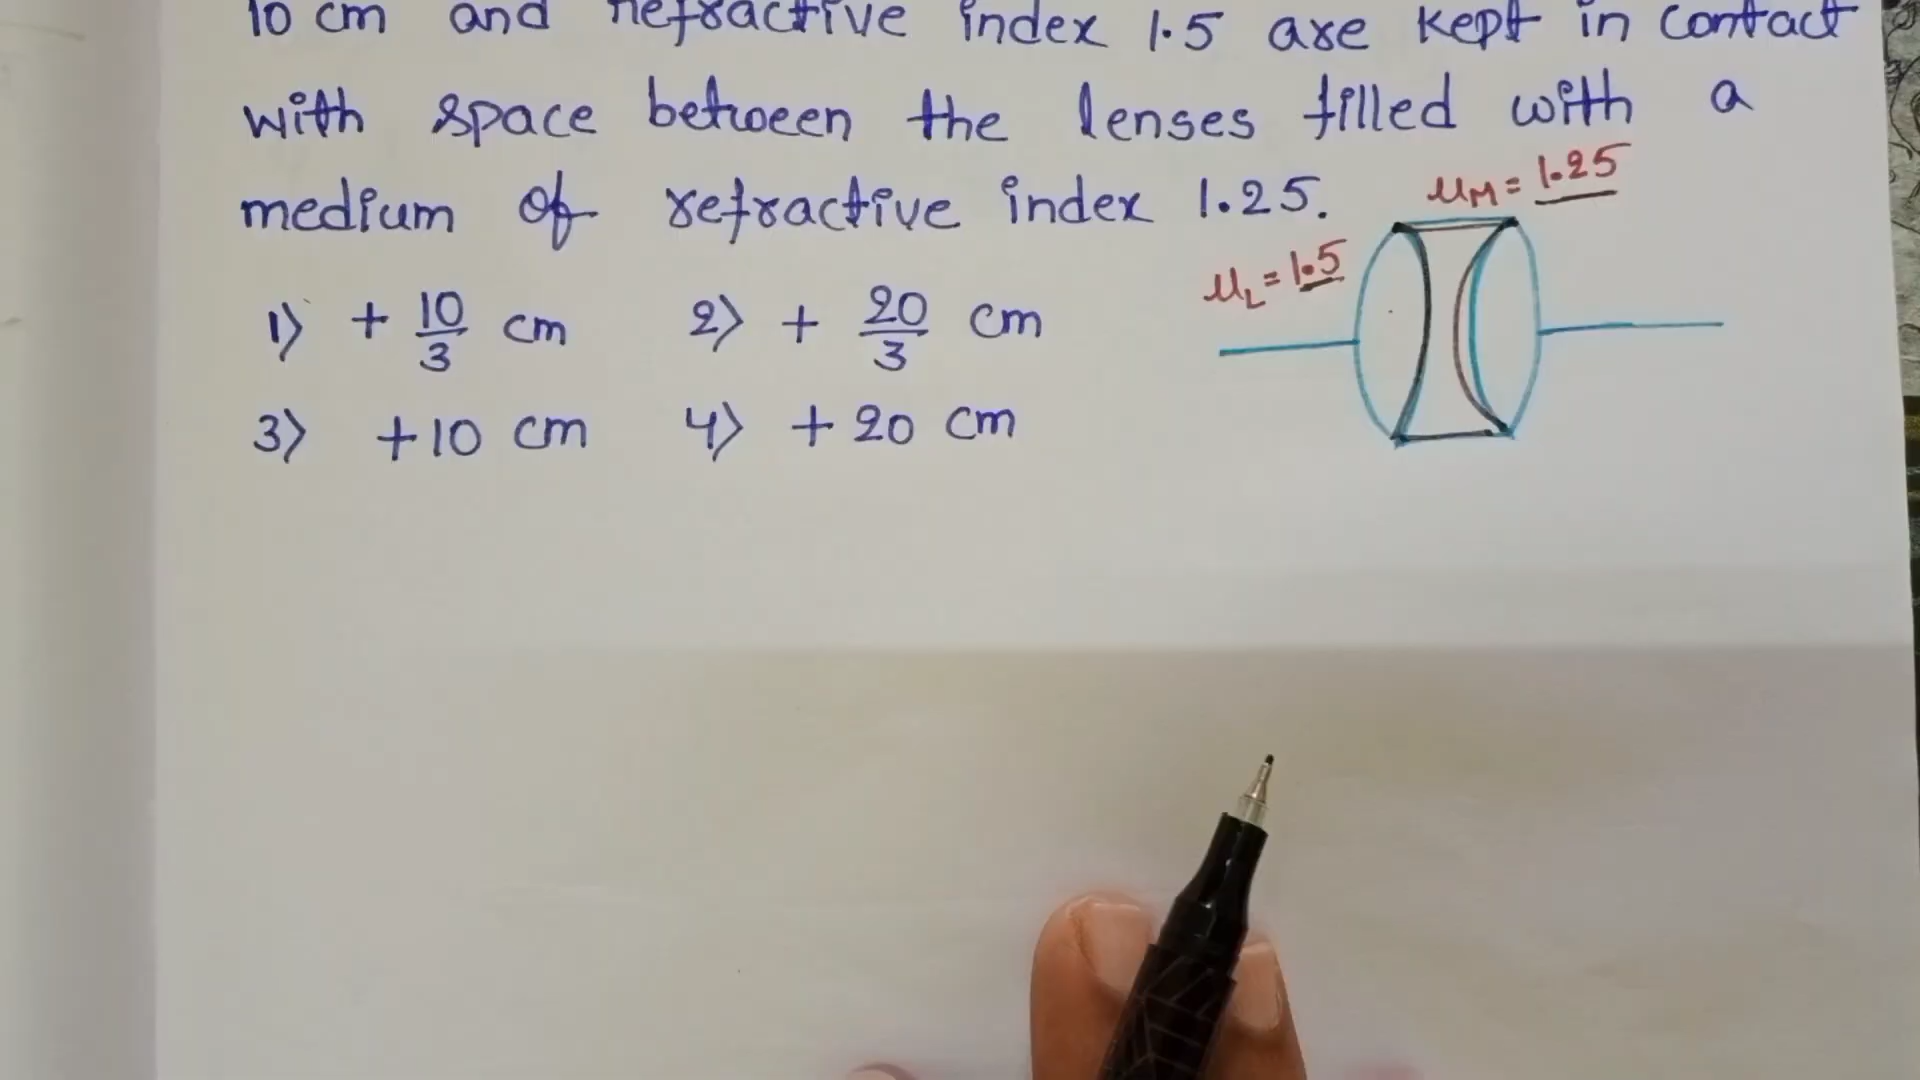 10 cm and refractive index 1.5 are kept in contact
with space between the lenses filled with a
medium of refractive index 1.25.
μM = 1.25
μL = 1.5
1) + 10/3 cm 2) + 20/3 cm
3) +10 cm 4) + 20 cm